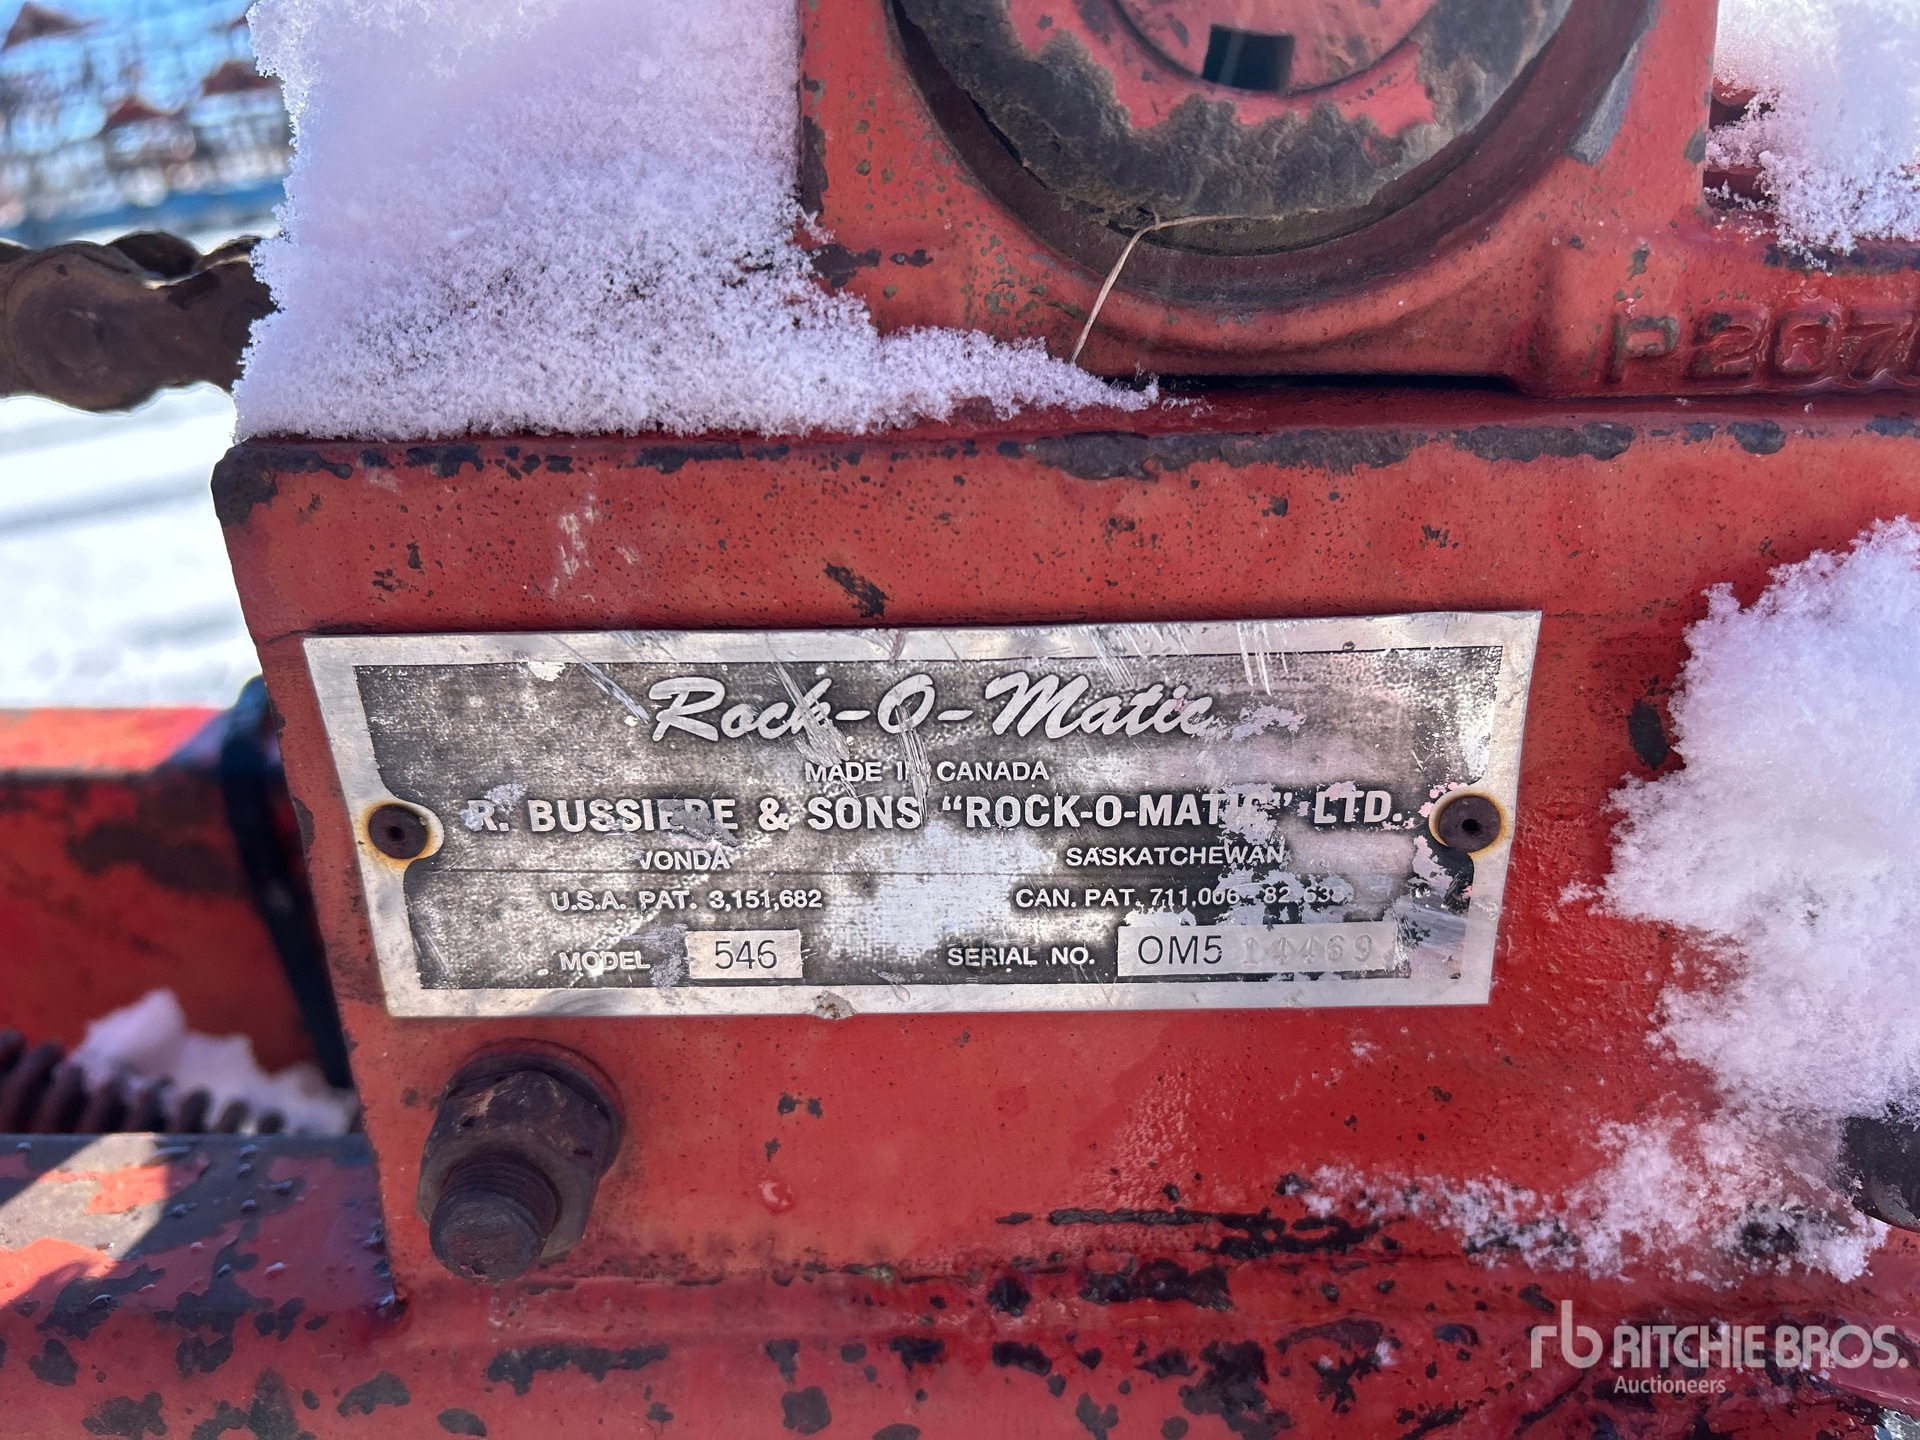 P207
Rock-O-Matic
MADE IN CANADA
R. BUSSIERE & SONS “ROCK-O-MATIC” LTD.
VONDA SASKATCHEWAN
U.S.A. PAT. 3,151,682 CAN. PAT. 711,006
MODEL 546 SERIAL NO. OM5 14469
rb RITCHIE BROS.
Auctioneers